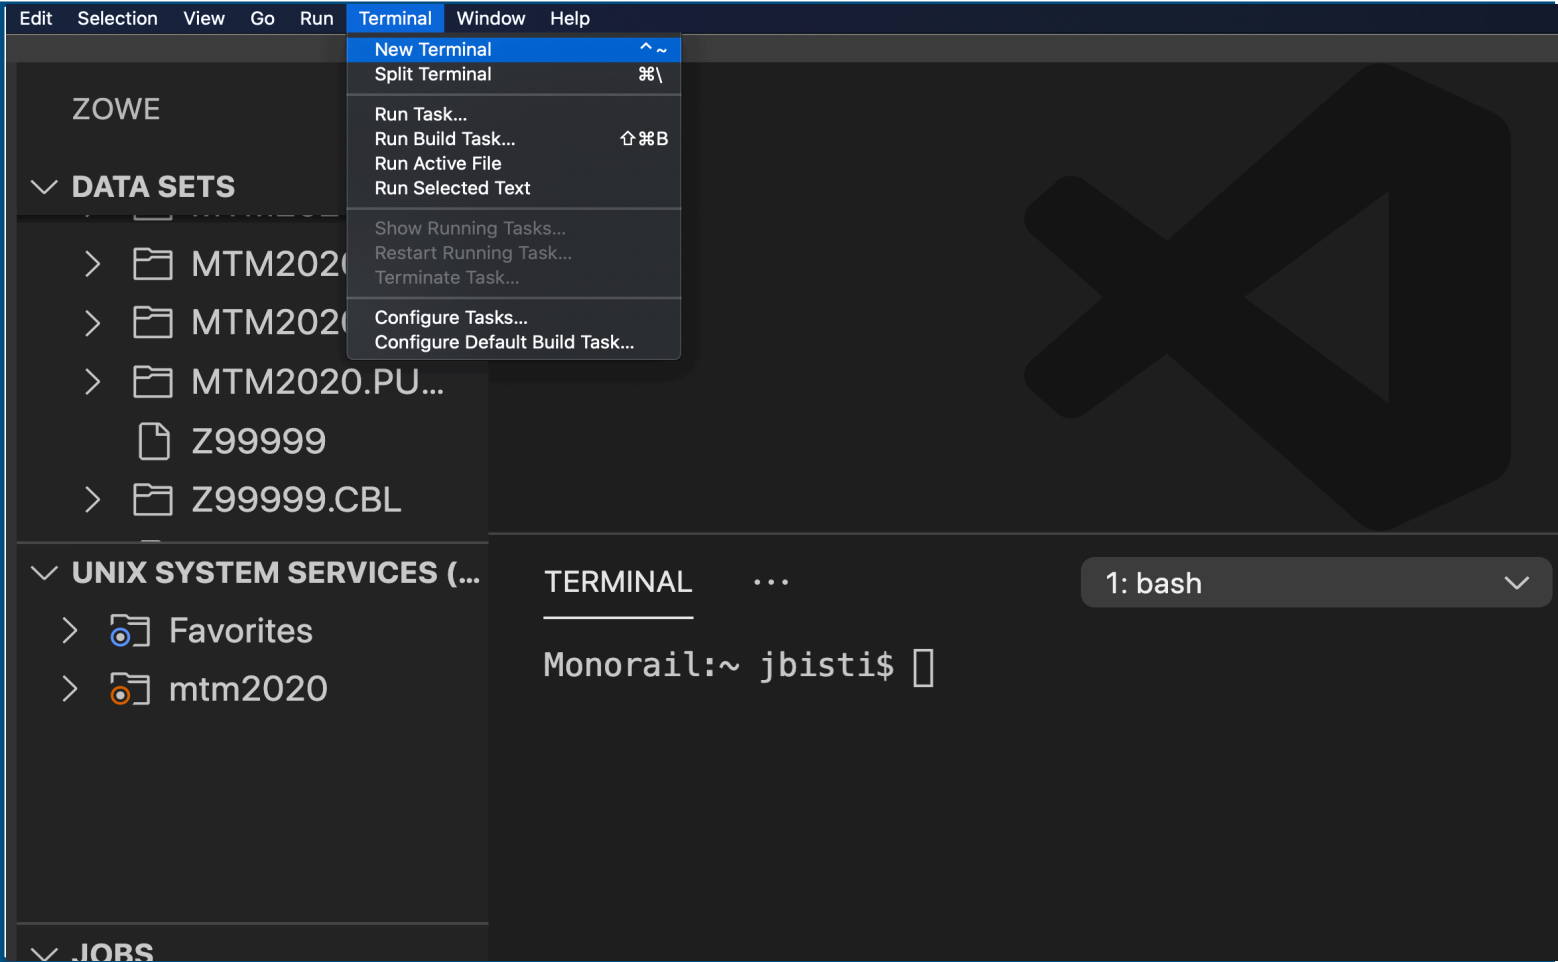 Edit Selection View Go Run Terminal Window Help
New Terminal ^~
Split Terminal ⌘\
Run Task...
Run Build Task... ⇧⌘B
Run Active File
Run Selected Text
Show Running Tasks...
Restart Running Task...
Terminate Task...
Configure Tasks...
Configure Default Build Task...
ZOWE
DATA SETS
MTM2020
MTM2020
MTM2020.PU...
Z99999
Z99999.CBL
UNIX SYSTEM SERVICES (...
Favorites
mtm2020
JOBS
TERMINAL ... 1: bash
Monorail:~ jbisti$